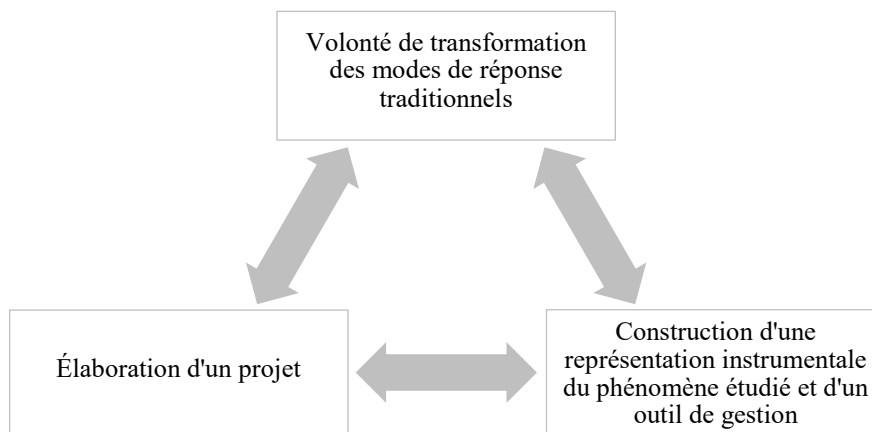 Volonté de transformation
des modes de réponse
traditionnels
Élaboration d'un projet
Construction d'une
représentation instrumentale
du phénomène étudié et d'un
outil de gestion